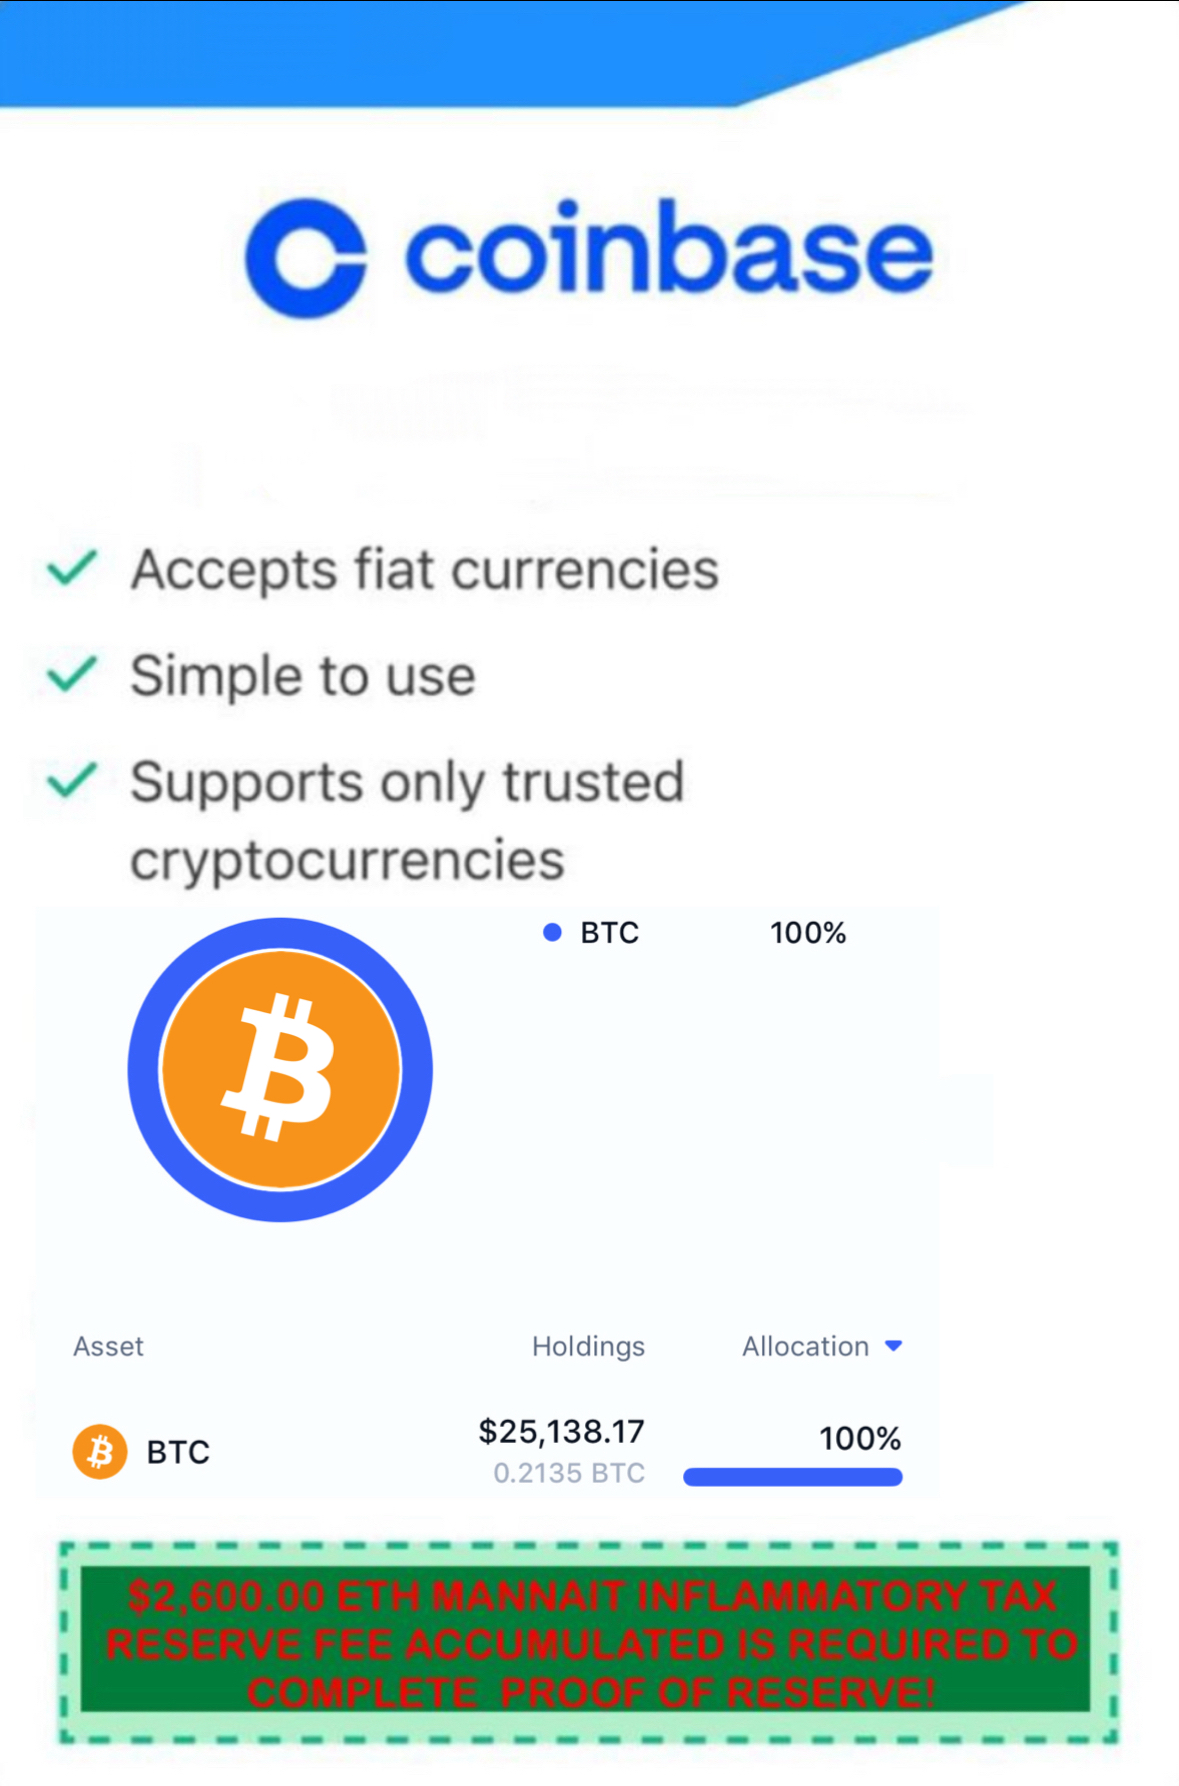 coinbase
Accepts fiat currencies
Simple to use
Supports only trusted
cryptocurrencies
BTC 100%
Asset Holdings Allocation
BTC $25,138.17 100%
0.2135 BTC
$2,600.00 ETH MANNAIT INFLAMMATORY TAX
RESERVE FEE ACCUMULATED IS REQUIRED TO
COMPLETE PROOF OF RESERVE!